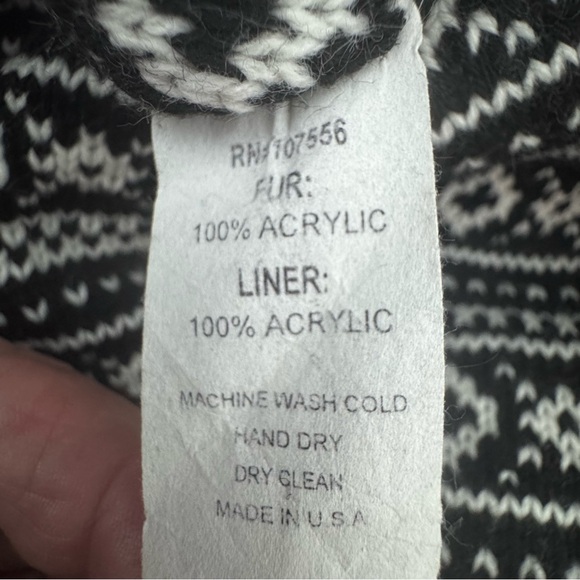 RN#107556
FUR:
100% ACRYLIC
LINER:
100% ACRYLIC
MACHINE WASH COLD
HAND DRY
DRY CLEAN
MADE IN U.S.A